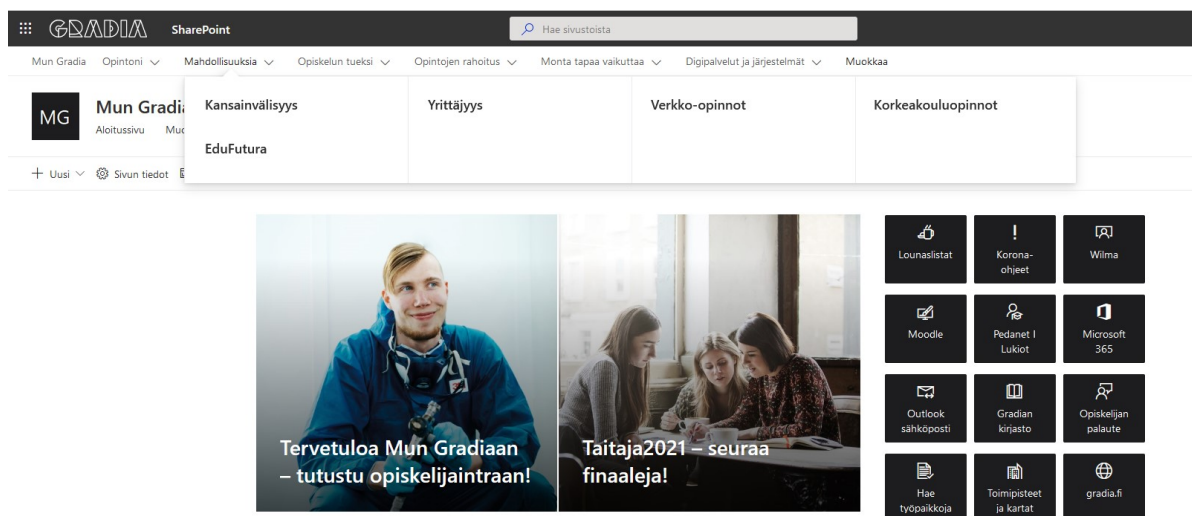 GRADIA SharePoint Hae sivustoista
Mun Gradia Opintoni Mahdollisuuksia Opiskelun tueksi Opintojen rahoitus Monta tapaa vaikuttaa Digipalvelut ja järjestelmät Muokkaa
MG Mun Gradia
Aloitussivu
Kansainvälisyys Yrittäjyys Verkko-opinnot Korkeakouluopinnot
EduFutura
Uusi Sivun tiedot
Tervetuloa Mun Gradiaan
– tutustu opiskelijaintraan!
Taitaja2021 – seuraa
finaaleja!
Lounaslistat
Korona-
ohjeet
Wilma
Moodle
Pedanet I
Lukiot
Microsoft
365
Outlook
sähköposti
Gradian
kirjasto
Opiskelijan
palaute
Hae
työpaikkoja
Toimipisteet
ja kartat
gradia.fi